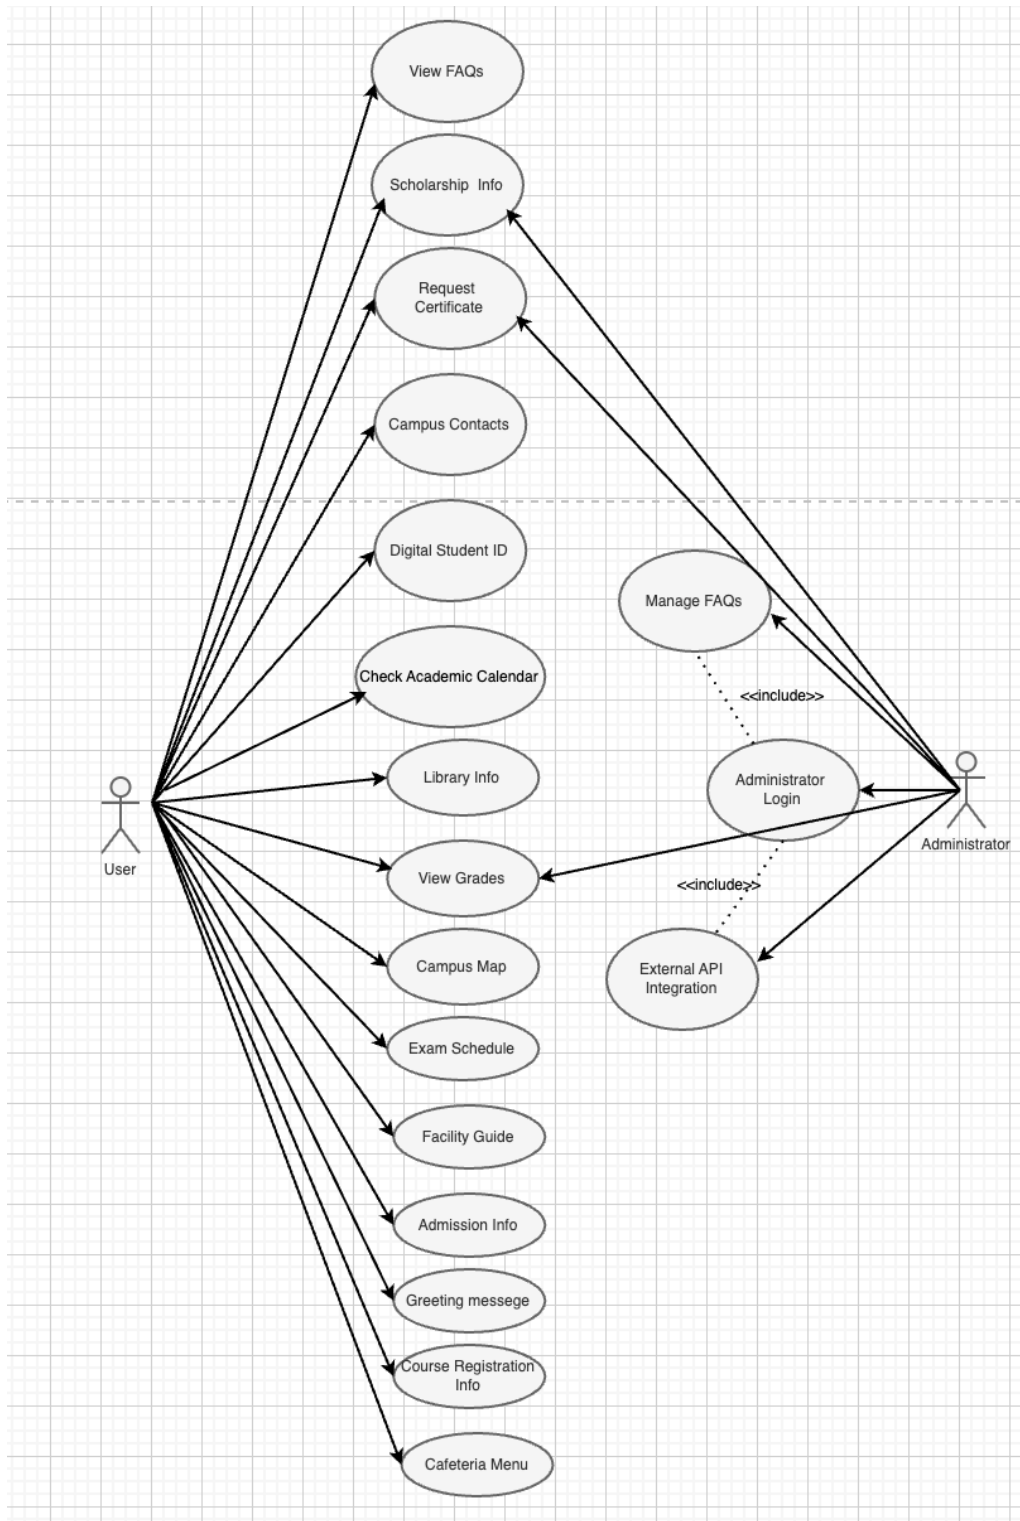 View FAQs
Scholarship Info
Request
Certificate
Campus Contacts
Digital Student ID
Manage FAQs
Check Academic Calendar
<<include>>
Library Info
Administrator
Login
User
Administrator
View Grades
<<include>>
Campus Map
External API
Integration
Exam Schedule
Facility Guide
Admission Info
Greeting messege
Course Registration
Info
Cafeteria Menu